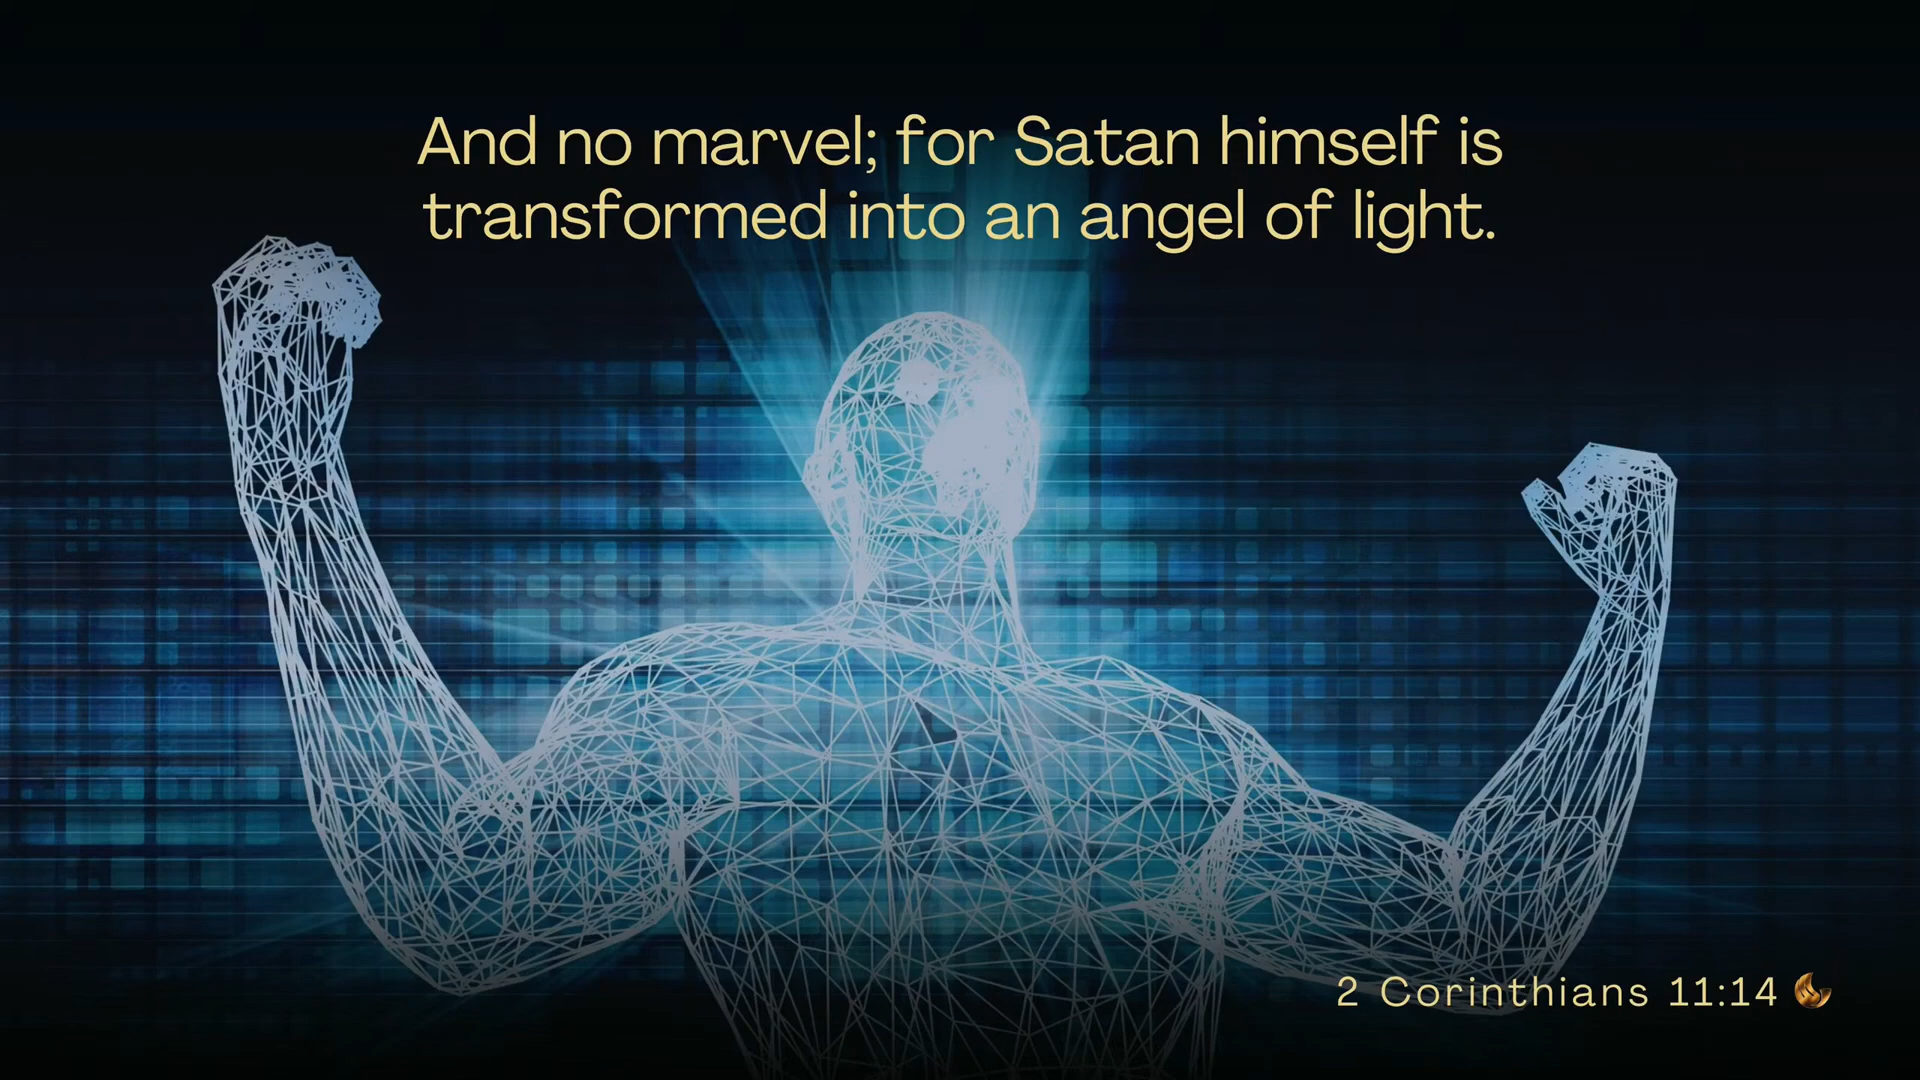 And no marvel; for Satan himself is
transformed into an angel of light.
2 Corinthians 11:14